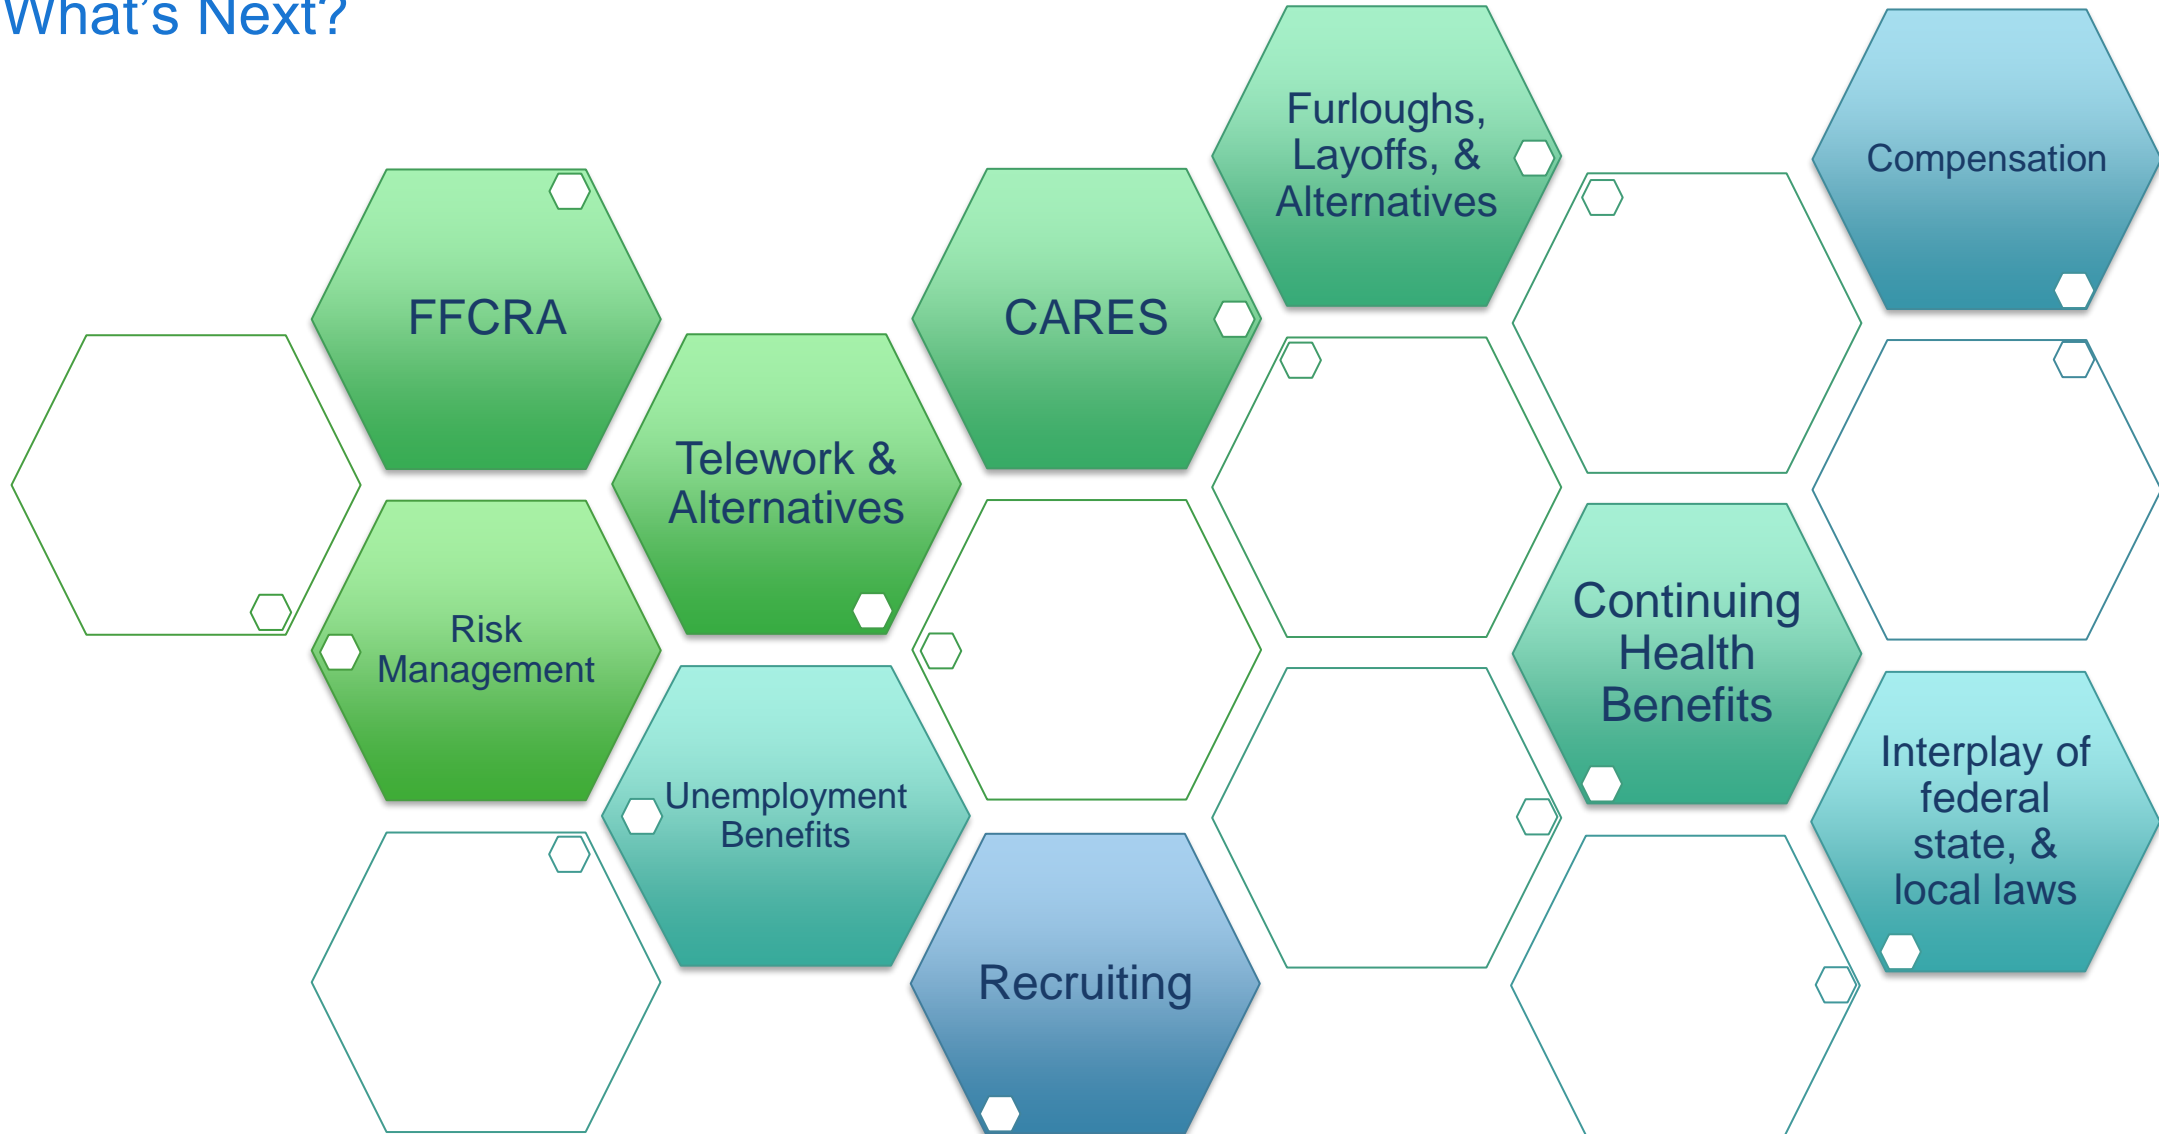 What's Next?
Furloughs,
Layoffs, &
Alternatives
Compensation
FFCRA
CARES
Telework &
Alternatives
Risk
Management
Continuing
Health
Benefits
Unemployment
Benefits
Interplay of
federal
state, &
local laws
Recruiting